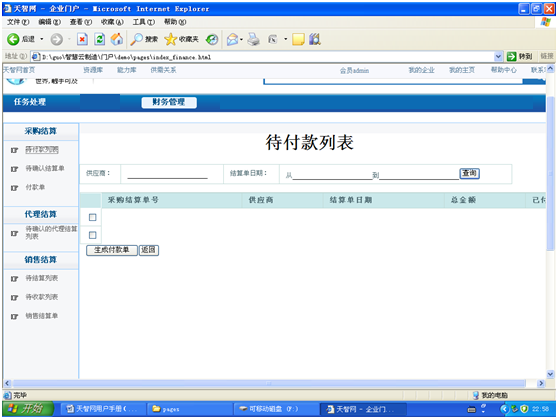 天智网 - 企业门户 - Microsoft Internet Explorer
文件(F) 编辑(E) 查看(V) 收藏(A) 工具(T) 帮助(H)
后退 搜索 收藏夹
地址(D) D:\guo\智慧云制造\门户\demo\pages\index_finance.html 转到 链接
天智网首页 资源库 能力库 供需关系 会员admin 我的企业 我的主页 帮助中心 联系
世界,触手可及
任务处理 财务管理
采购结算
待付款列表
待确认结算单
付款单
代理结算
待确认的代理结算列表
销售结算
待结算列表
待收款列表
销售结算单
待付款列表
供应商： 结算单日期： 从 到 查询
采购结算单号 供应商 结算单日期 总金额 已付
生成付款单 返回
完毕 我的电脑
开始 天智网用户手册(... pages 可移动磁盘 (F:) 天智网 - 企业门... 22:58